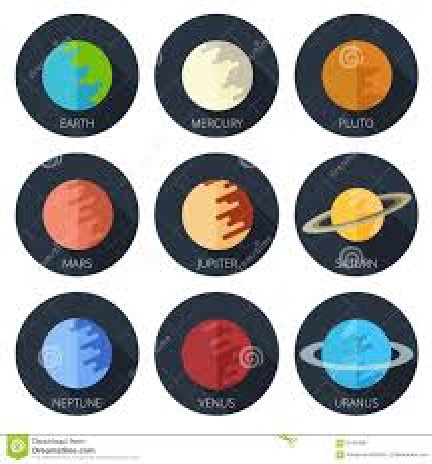 EARTH
MERCURY
PLUTO
MARS
JUPITER
SATURN
NEPTUNE
VENUS
URANUS
Download from
Dreamstime.com